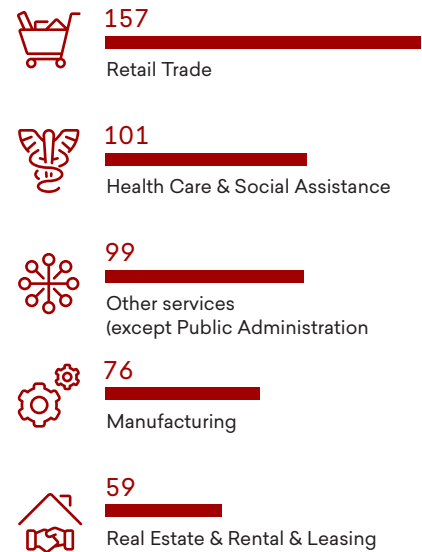 157
Retail Trade
101
Health Care & Social Assistance
99
Other services
(except Public Administration
76
Manufacturing
59
Real Estate & Rental & Leasing